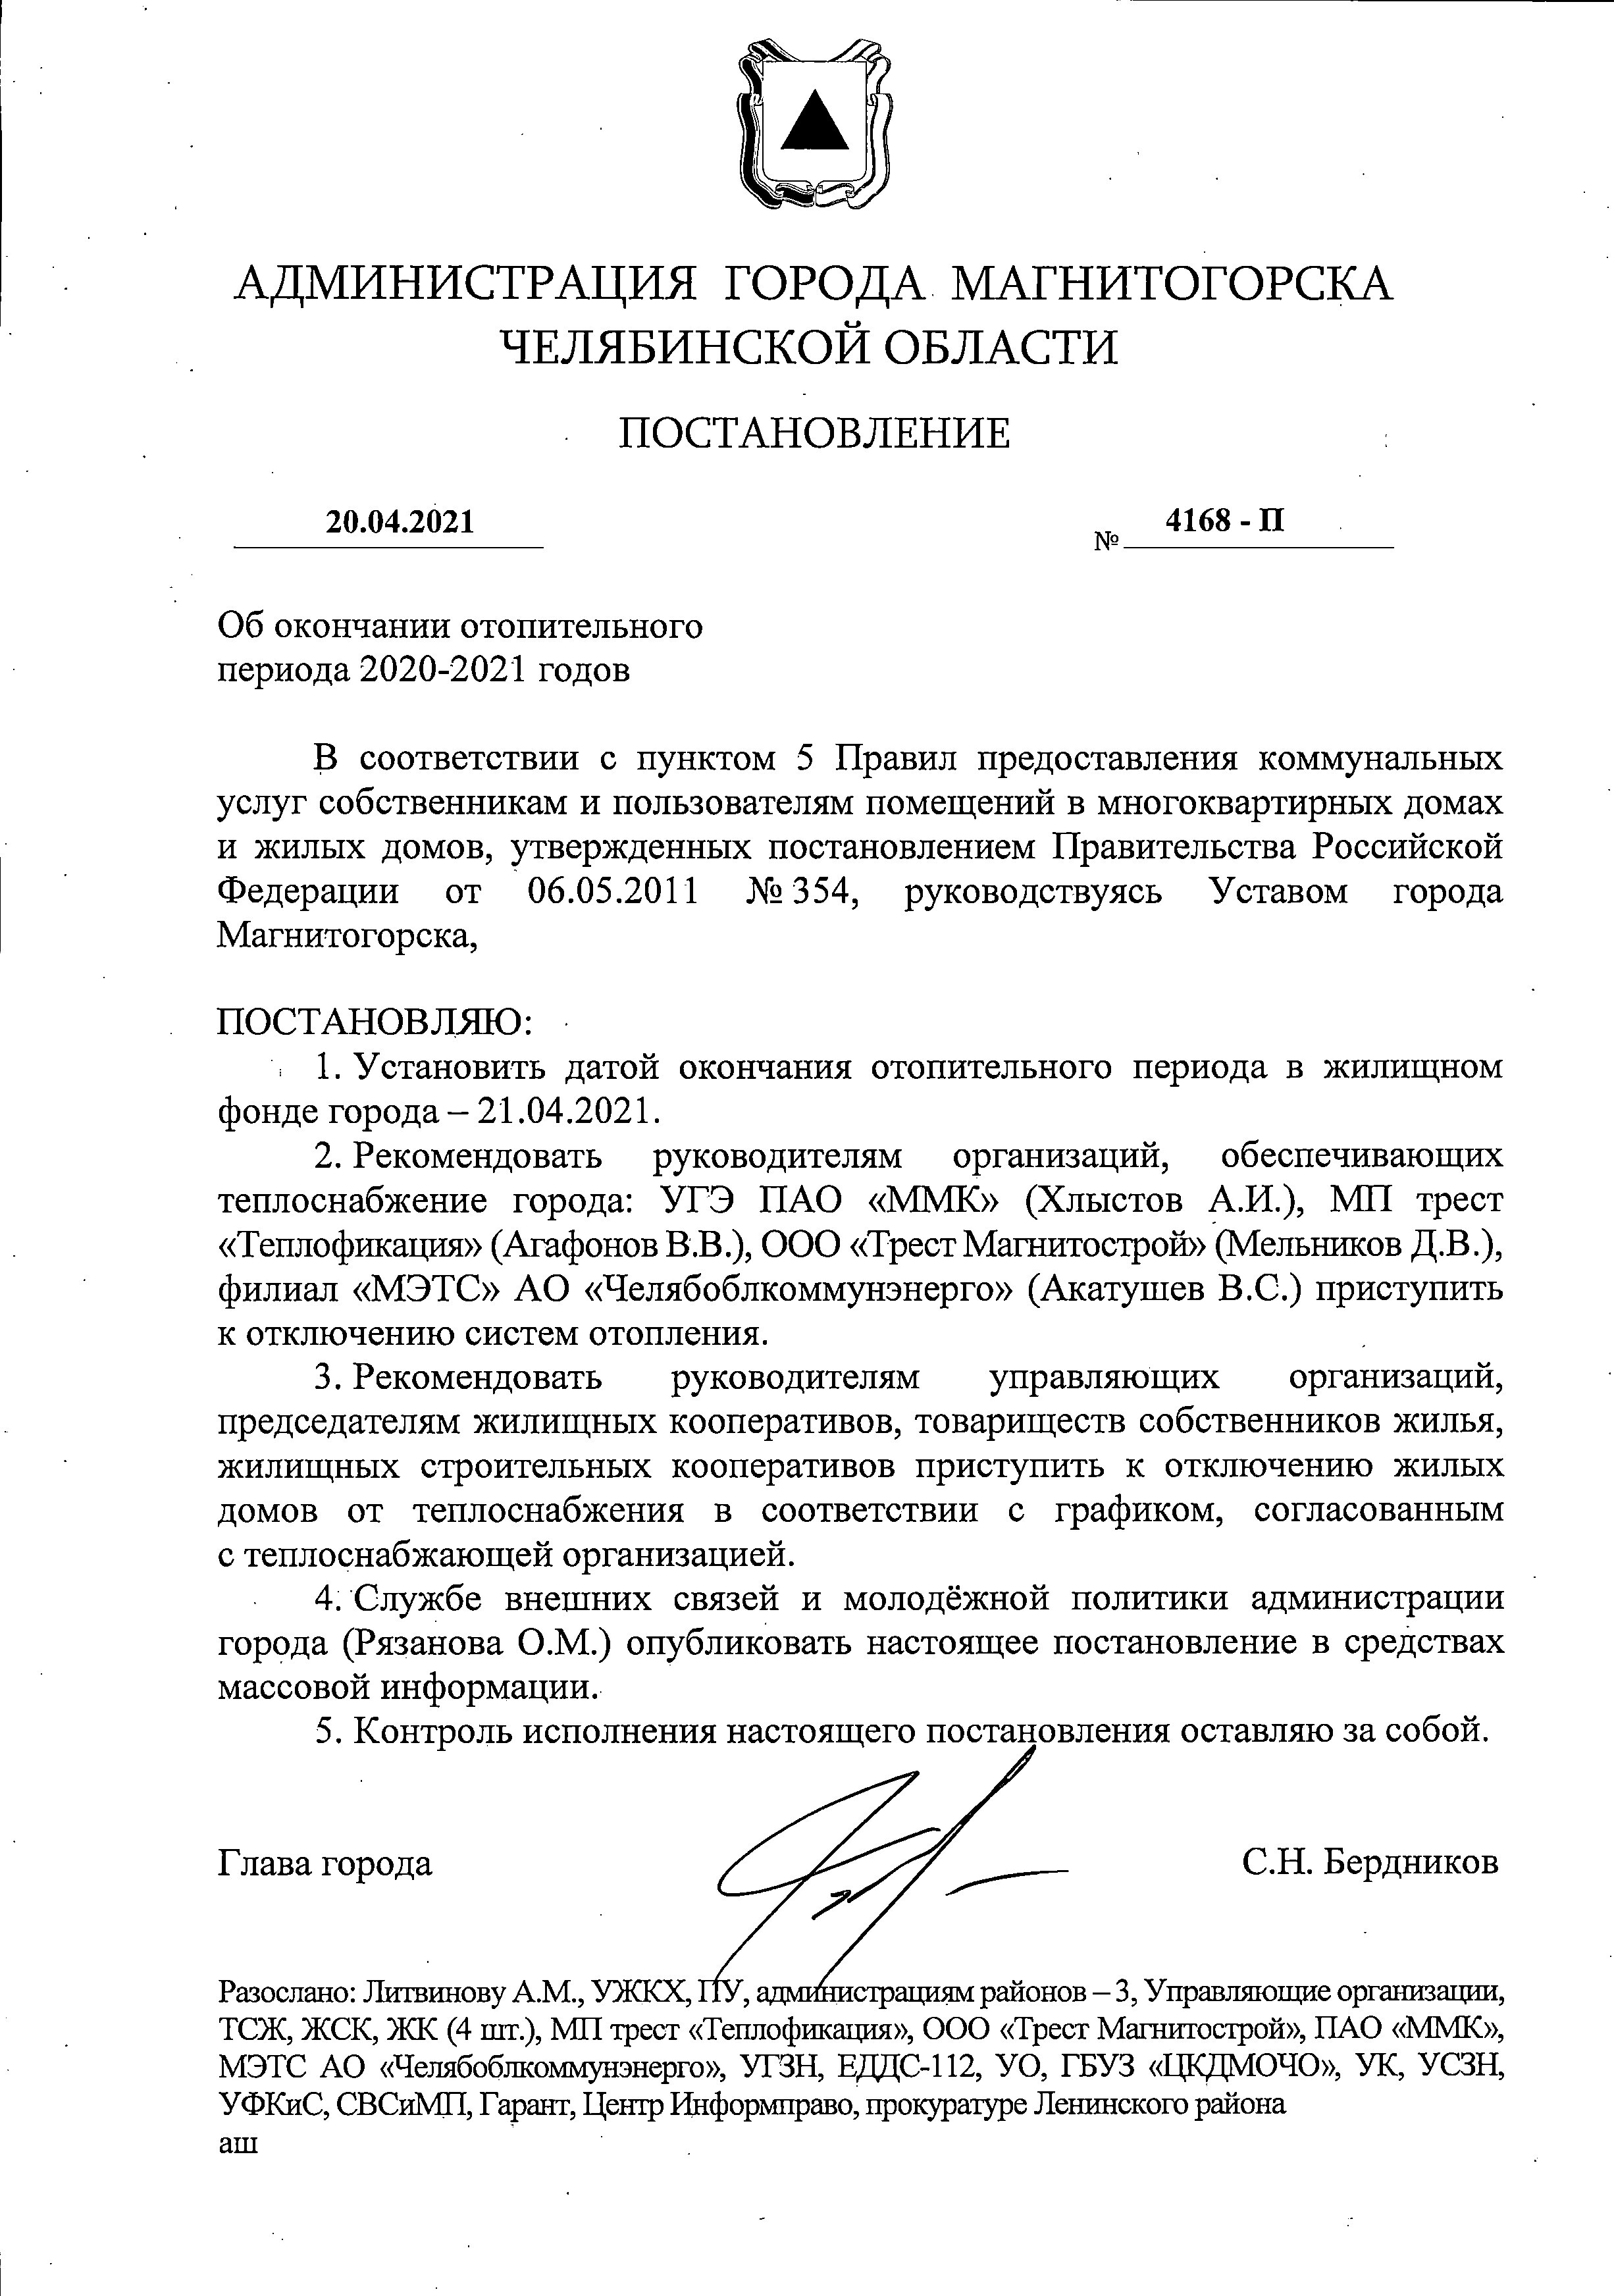 АДМИНИСТРАЦИЯ ГОРОДА МАГНИТОГОРСКА
ЧЕЛЯБИНСКОЙ ОБЛАСТИ
ПОСТАНОВЛЕНИЕ
20.04.2021
№ 4168 - П
Об окончании отопительного
периода 2020-2021 годов
В соответствии с пунктом 5 Правил предоставления коммунальных
услуг собственникам и пользователям помещений в многоквартирных домах
и жилых домов, утвержденных постановлением Правительства Российской
Федерации от 06.05.2011 № 354, руководствуясь Уставом города
Магнитогорска,
ПОСТАНОВЛЯЮ:
1. Установить датой окончания отопительного периода в жилищном
фонде города – 21.04.2021.
2. Рекомендовать руководителям организаций, обеспечивающих
теплоснабжение города: УГЭ ПАО «ММК» (Хлыстов А.И.), МП трест
«Теплофикация» (Агафонов В.В.), ООО «Трест Магнитострой» (Мельников Д.В.),
филиал «МЭТС» АО «Челябоблкоммунэнерго» (Акатушев В.С.) приступить
к отключению систем отопления.
3. Рекомендовать руководителям управляющих организаций,
председателям жилищных кооперативов, товариществ собственников жилья,
жилищных строительных кооперативов приступить к отключению жилых
домов от теплоснабжения в соответствии с графиком, согласованным
с теплоснабжающей организацией.
4. Службе внешних связей и молодёжной политики администрации
города (Рязанова О.М.) опубликовать настоящее постановление в средствах
массовой информации.
5. Контроль исполнения настоящего постановления оставляю за собой.
Глава города С.Н. Бердников
Разослано: Литвинову А.М., УЖКХ, ПУ, администрациям районов – 3, Управляющие организации,
ТСЖ, ЖСК, ЖК (4 шт.), МП трест «Теплофикация», ООО «Трест Магнитострой», ПАО «ММК»,
МЭТС АО «Челябоблкоммунэнерго», УГЗН, ЕДДС-112, УО, ГБУЗ «ЦКДМОЧО», УК, УСЗН,
УФКиС, СВСиМП, Гарант, Центр Информправо, прокуратуре Ленинского района
аш